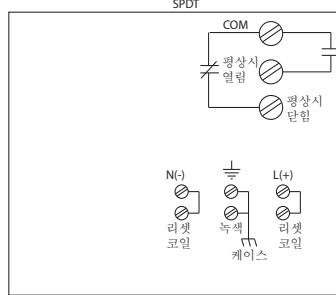 SPDT
COM
평상시
열림
평상시
닫힘
N(-)
L(+)
리셋
코일
녹색
리셋
코일
케이스